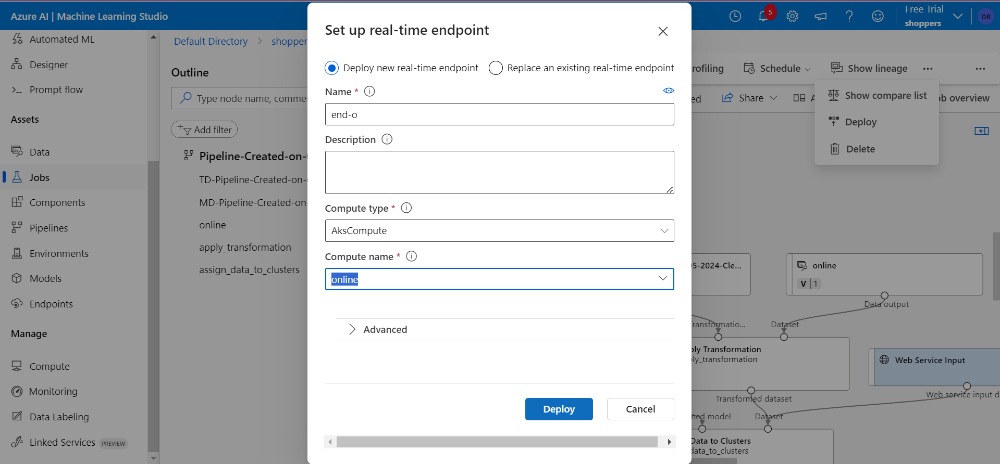 Azure AI | Machine Learning Studio
5
Free Trial
shoppers
DR
Automated ML
Designer
Prompt flow
Assets
Data
Jobs
Components
Pipelines
Environments
Models
Endpoints
Manage
Compute
Monitoring
Data Labeling
Linked Services PREVIEW
Default Directory > shopper
Outline
Type node name, comme
Add filter
Pipeline-Created-on-
TD-Pipeline-Created-on-
MD-Pipeline-Created-on-
online
apply_transformation
assign_data_to_clusters
Set up real-time endpoint
Deploy new real-time endpoint
Replace an existing real-time endpoint
Name *
end-o
Description
Compute type *
AksCompute
Compute name *
online
Advanced
Deploy
Cancel
rofiling
Schedule
Show lineage
ed
Share
A
ob overview
Show compare list
Deploy
Delete
05-2024-Cle...
online
V 1
Data output
Transformatio...
Dataset
ply Transformation
ply_transformation
Web Service Input
Transformed dataset
Web service input d
ned model
Dataset
Data to Clusters
data_to_clusters